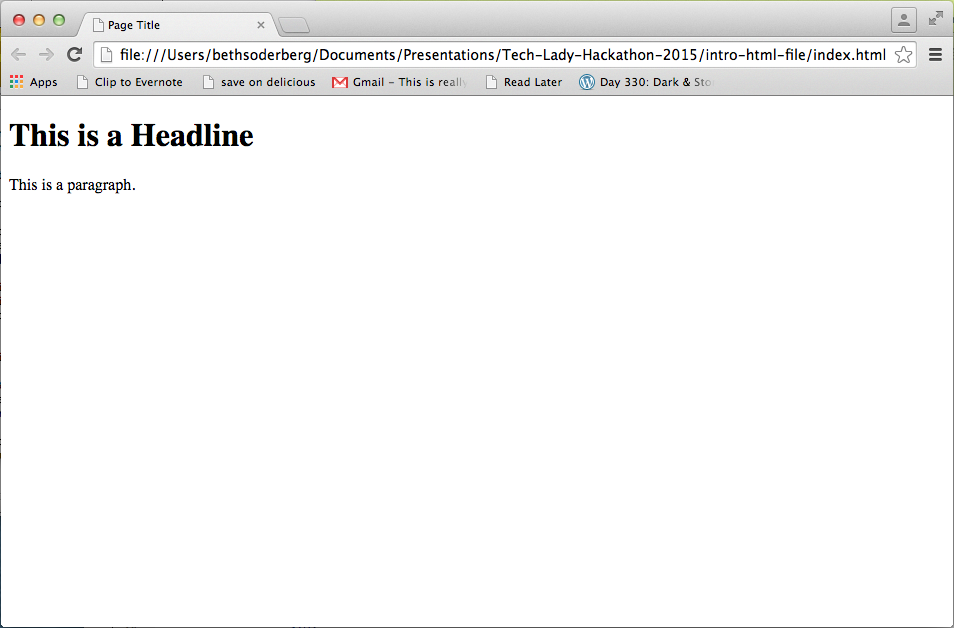 Page Title
file:///Users/bethsoderberg/Documents/Presentations/Tech-Lady-Hackathon-2015/intro-html-file/index.html
Apps Clip to Evernote save on delicious Gmail – This is really Read Later Day 330: Dark & Sto
This is a Headline
This is a paragraph.